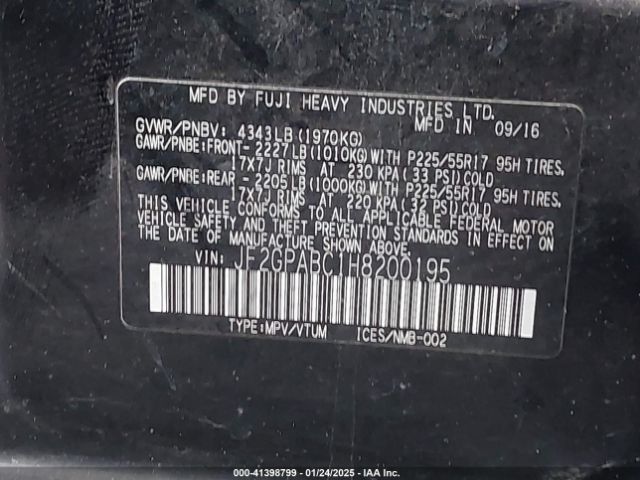 MFD BY FUJI HEAVY INDUSTRIES LTD.
MFD IN 09/16
GVWR/PNBV: 4343LB(1970KG)
GAWR/PNBE:FRONT- 2227LB(1010KG)WITH P225/55R17 95H TIRES,
17X7J RIMS AT 230 KPA(33 PSI)COLD
GAWR/PNBE:REAR - 2205LB(1000KG)WITH P225/55R17 95H TIRES,
17X7J RIMS AT 220 KPA(32 PSI)COLD
THIS VEHICLE CONFORMS TO ALL APPLICABLE FEDERAL MOTOR
VEHICLE SAFETY AND THEFT PREVENTION STANDARDS IN EFFECT ON
THE DATE OF MANUFACTURE SHOWN ABOVE.
VIN: JF2GPABC1H8200195
TYPE:MPV/VTUM ICES/NMB-002
000-41398799 - 01/24/2025 - IAA Inc.